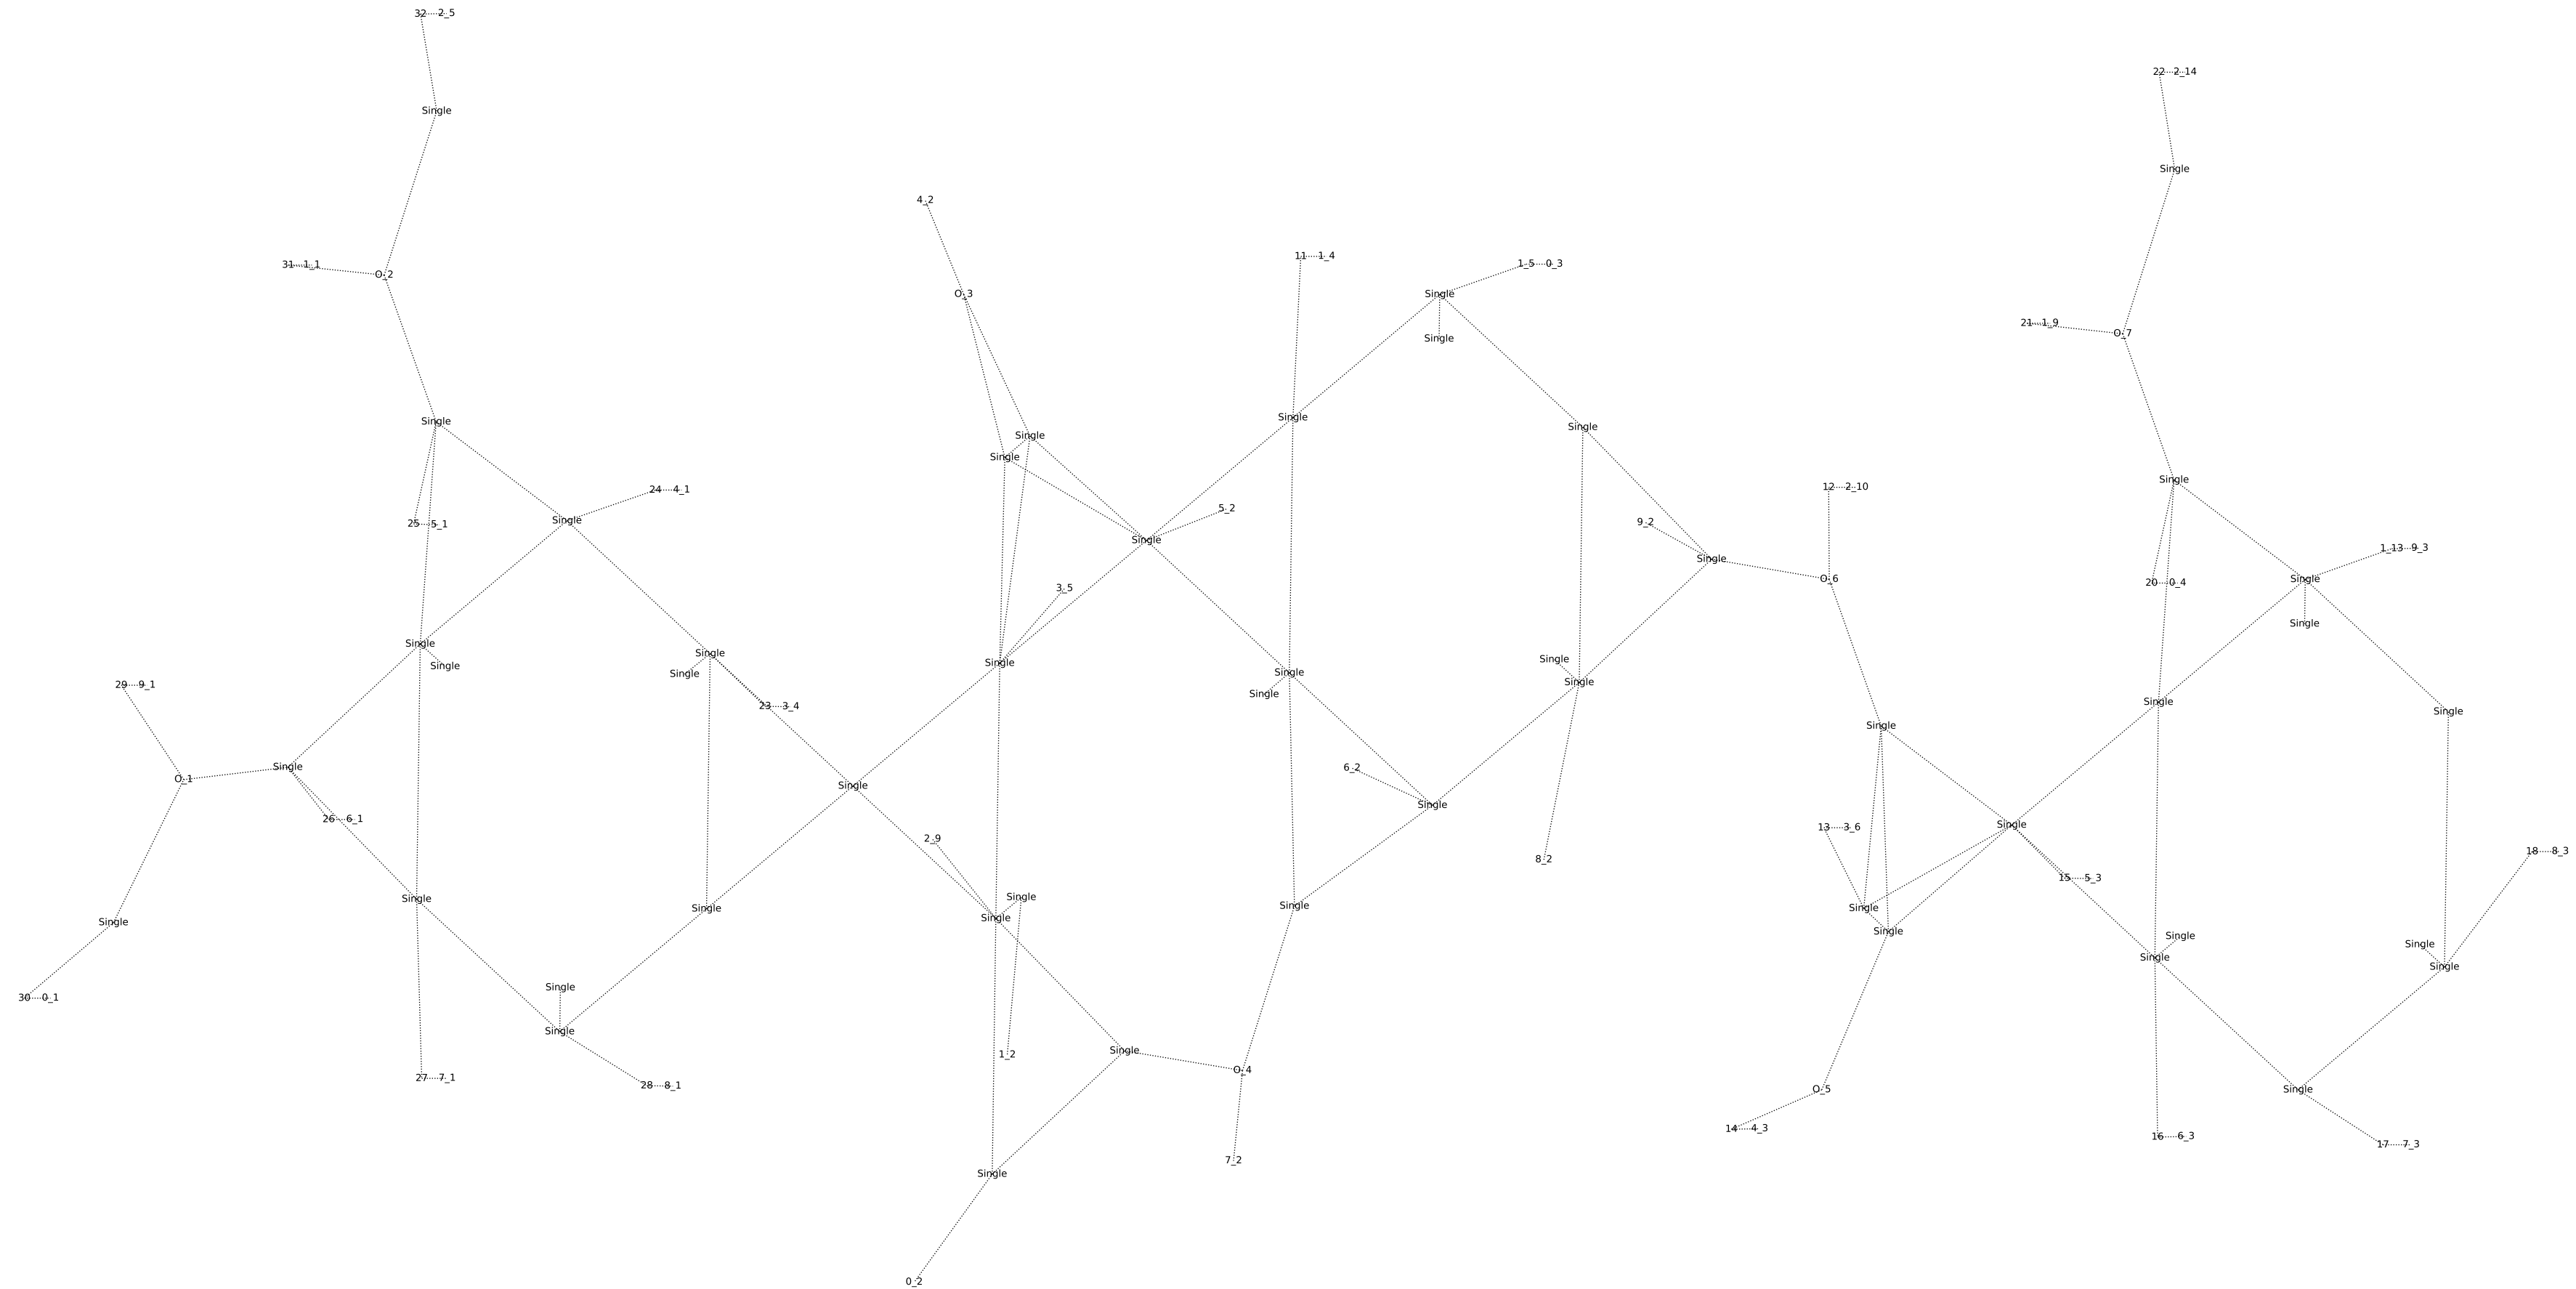 32 2_5
22 2_14
Single
Single
4_2
11 1_4
31 1_1
1_5 0_3
O_2
O_3
Single
21 1_9
O_7
Single
Single
Single
Single
Single
Single
Single
24 4_1
12 2_10
5_2
25 5_1
Single
9_2
Single
1_13 9_3
Single
O_6
Single
20 0_4
3_5
Single
Single
Single
Single
Single
Single
Single
Single
Single
Single
29 9_1
Single
Single
Single
23 3_4
Single
Single
Single
6_2
O_1
Single
Single
26 6_1
Single
13 3_6
2_9
18 8_3
8_2
15 5_3
Single
Single
Single
Single
Single
Single
Single
Single
Single
Single
Single
Single
Single
30 0_1
Single
Single
Single
1_2
O_4
27 7_1
28 8_1
O_5
Single
14 4_3
16 6_3
17 7_3
7_2
Single
0_2